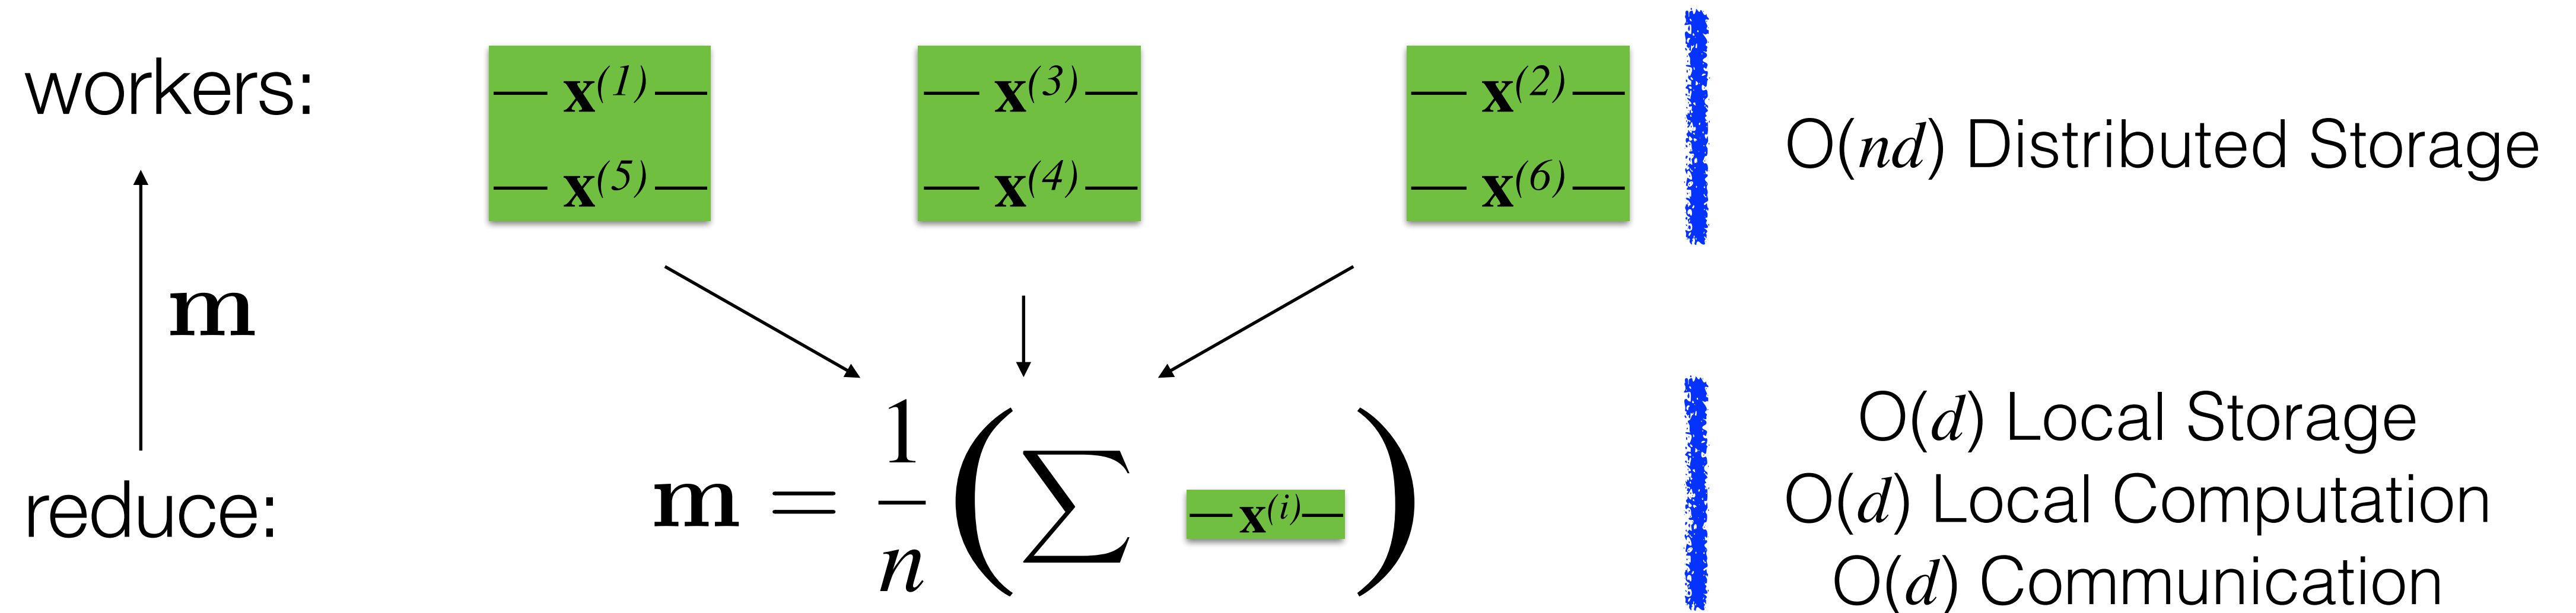 workers:
— x⁽¹⁾ — — x⁽³⁾ — — x⁽²⁾ —
— x⁽⁵⁾ — — x⁽⁴⁾ — — x⁽⁶⁾ —
O(nd) Distributed Storage
m
reduce:
m = 1/n ( ∑ — x⁽ⁱ⁾ — )
O(d) Local Storage
O(d) Local Computation
O(d) Communication